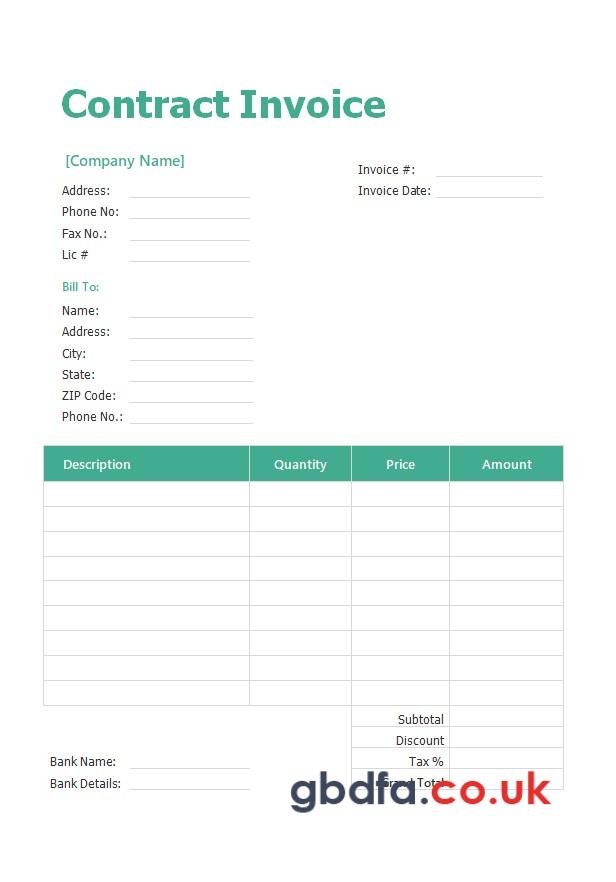 Contract Invoice
[Company Name]
Invoice #:
Address:
Invoice Date:
Phone No:
Fax No.:
Lic #
Bill To:
Name:
Address:
City:
State:
ZIP Code:
Phone No.:
Description Quantity Price Amount
Subtotal
Discount
Bank Name:
Tax %
Bank Details:
Grand Total
gbdfa.co.uk